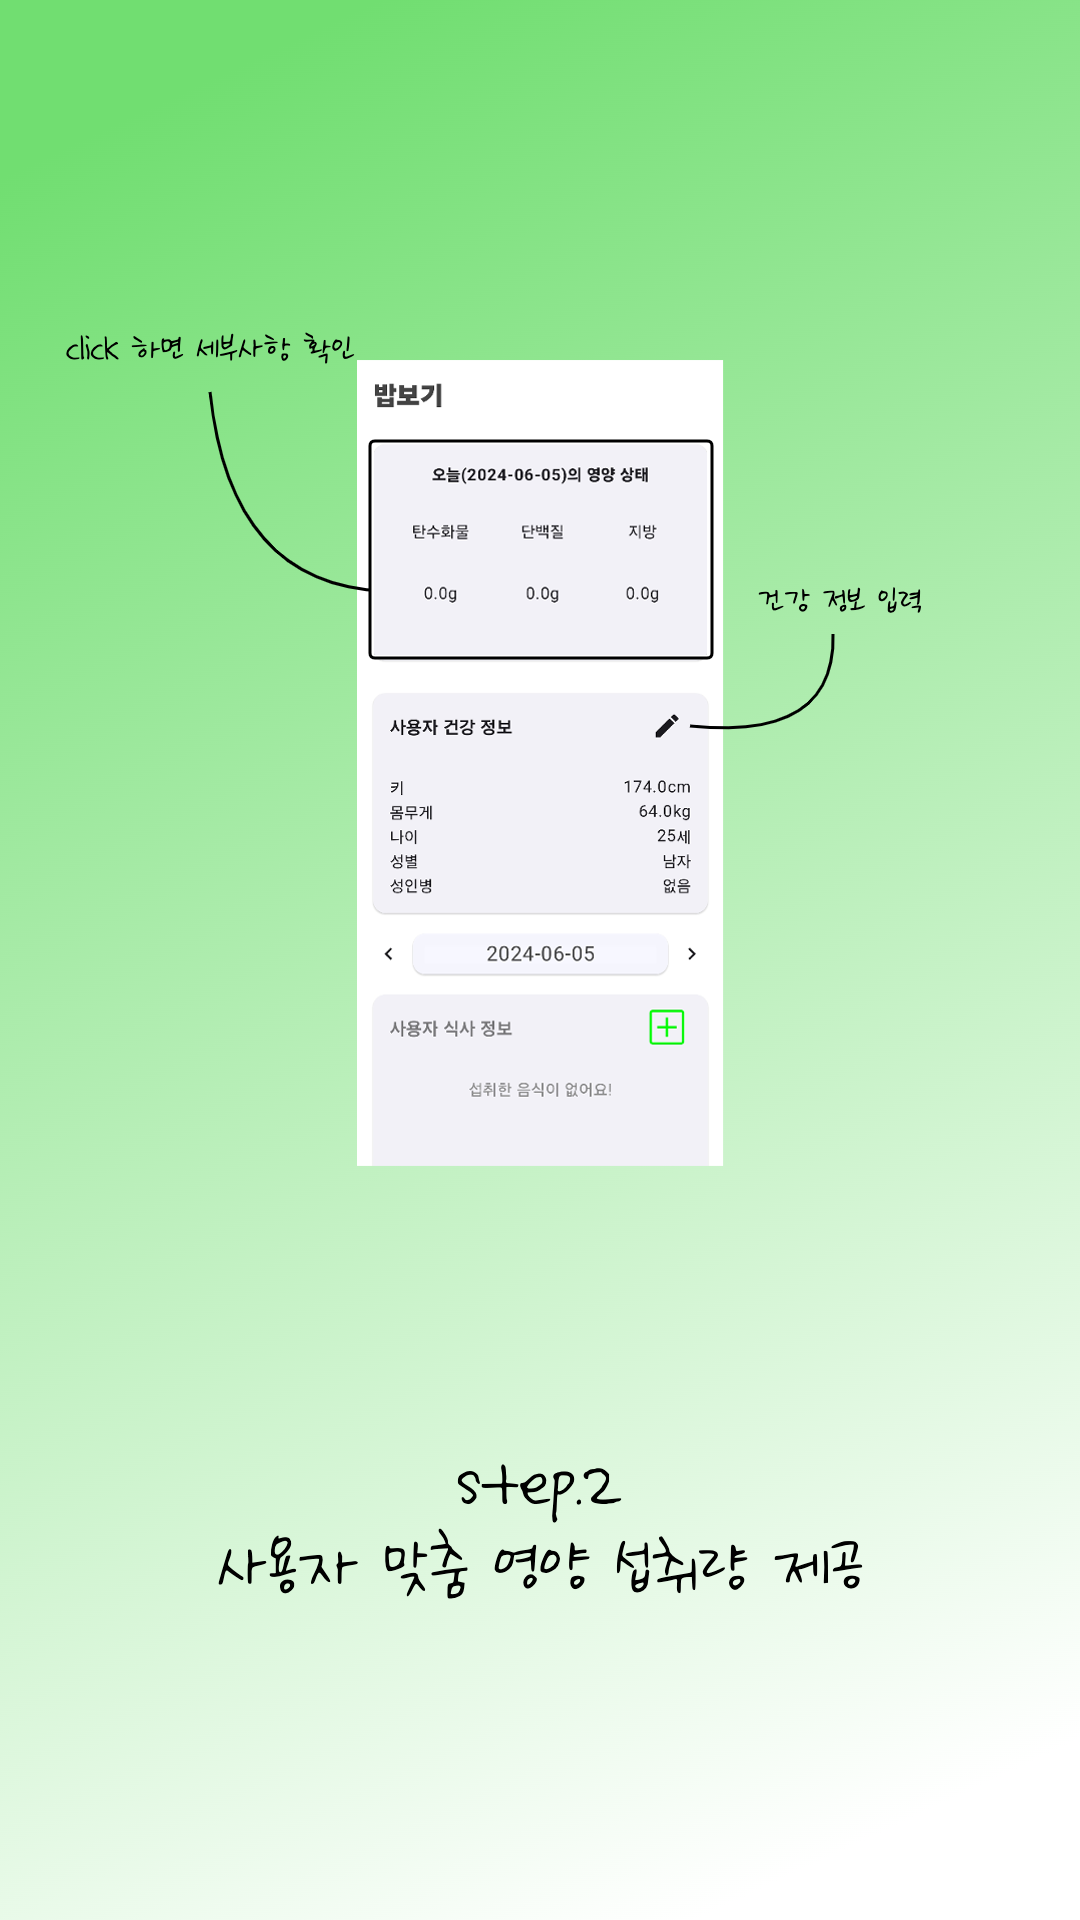 click 하면 세부사항 확인
밥보기
오늘(2024-06-05)의 영양 상태
탄수화물 단백질 지방
0.0g 0.0g 0.0g
건강 정보 입력
사용자 건강 정보
키 174.0cm
몸무게 64.0kg
나이 25세
성별 남자
성인병 없음
2024-06-05
사용자 식사 정보
섭취한 음식이 없어요!
step.2
사용자 맞춤 영양 섭취량 제공